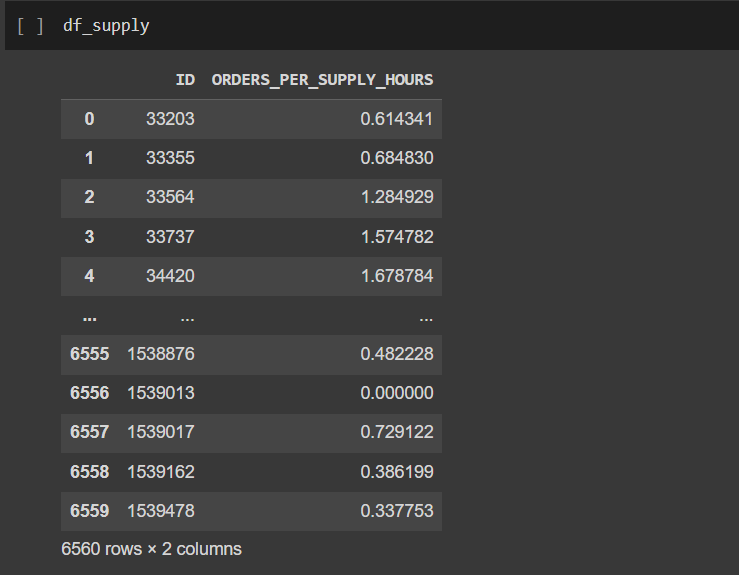 [ ] df_supply
ID ORDERS_PER_SUPPLY_HOURS
0 33203 0.614341
1 33355 0.684830
2 33564 1.284929
3 33737 1.574782
4 34420 1.678784
... ... ...
6555 1538876 0.482228
6556 1539013 0.000000
6557 1539017 0.729122
6558 1539162 0.386199
6559 1539478 0.337753
6560 rows × 2 columns